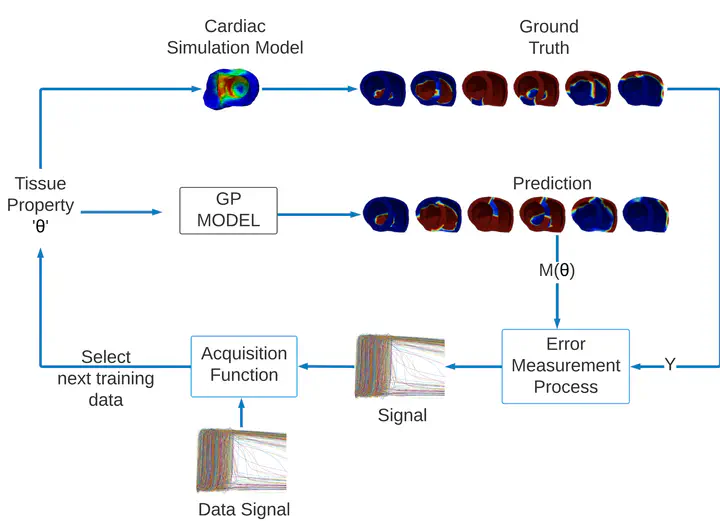 Cardiac
Simulation Model
Ground
Truth
Tissue
Property
'θ'
GP
MODEL
Prediction
M(θ)
Error
Measurement
Process
Y
Signal
Acquisition
Function
Select
next training
data
Data Signal